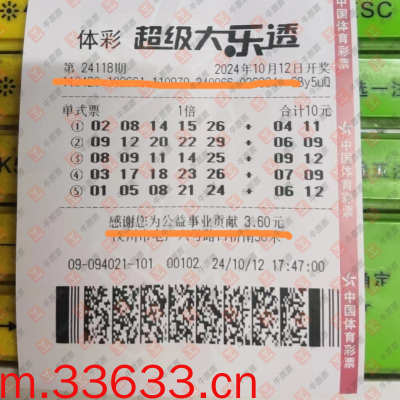 体彩 超级大乐透
第 24118期 2024年10月12日开奖
单式票 1倍 合计10元
① 02 08 14 15 26 + 04 11
② 09 12 20 22 29 + 06 09
③ 08 09 11 14 25 + 06 12
④ 03 17 18 23 26 + 07 09
⑤ 01 05 08 21 24 + 06 12
感谢您为公益事业贡献 3.60元
09-094021-101 00102 24/10/12 17:47:00
中国体育彩票
中国体育彩票
SC
m.33633.cn